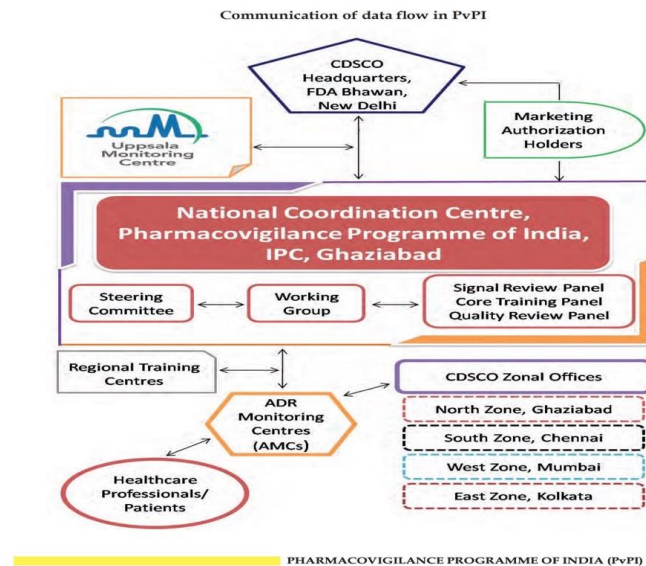 Communication of data flow in PvPI
CDSCO
Headquarters,
FDA Bhawan,
New Delhi
Uppsala
Monitoring
Centre
Marketing
Authorization
Holders
National Coordination Centre,
Pharmacovigilance Programme of India,
IPC, Ghaziabad
Steering
Committee
Working
Group
Signal Review Panel
Core Training Panel
Quality Review Panel
Regional Training
Centres
ADR
Monitoring
Centres
(AMCs)
Healthcare
Professionals/
Patients
CDSCO Zonal Offices
North Zone, Ghaziabad
South Zone, Chennai
West Zone, Mumbai
East Zone, Kolkata
PHARMACOVIGILANCE PROGRAMME OF INDIA (PvPI)